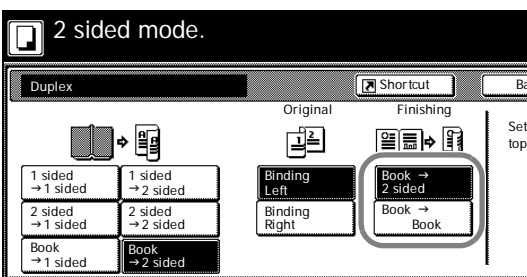 2 sided mode.
Duplex
Shortcut
Ba
Original
Finishing
Set
top
1 2
1 sided
→1 sided
1 sided
→2 sided
2 sided
→1 sided
2 sided
→2 sided
Book
→1 sided
Book
→2 sided
Binding
Left
Binding
Right
Book →
2 sided
Book →
Book